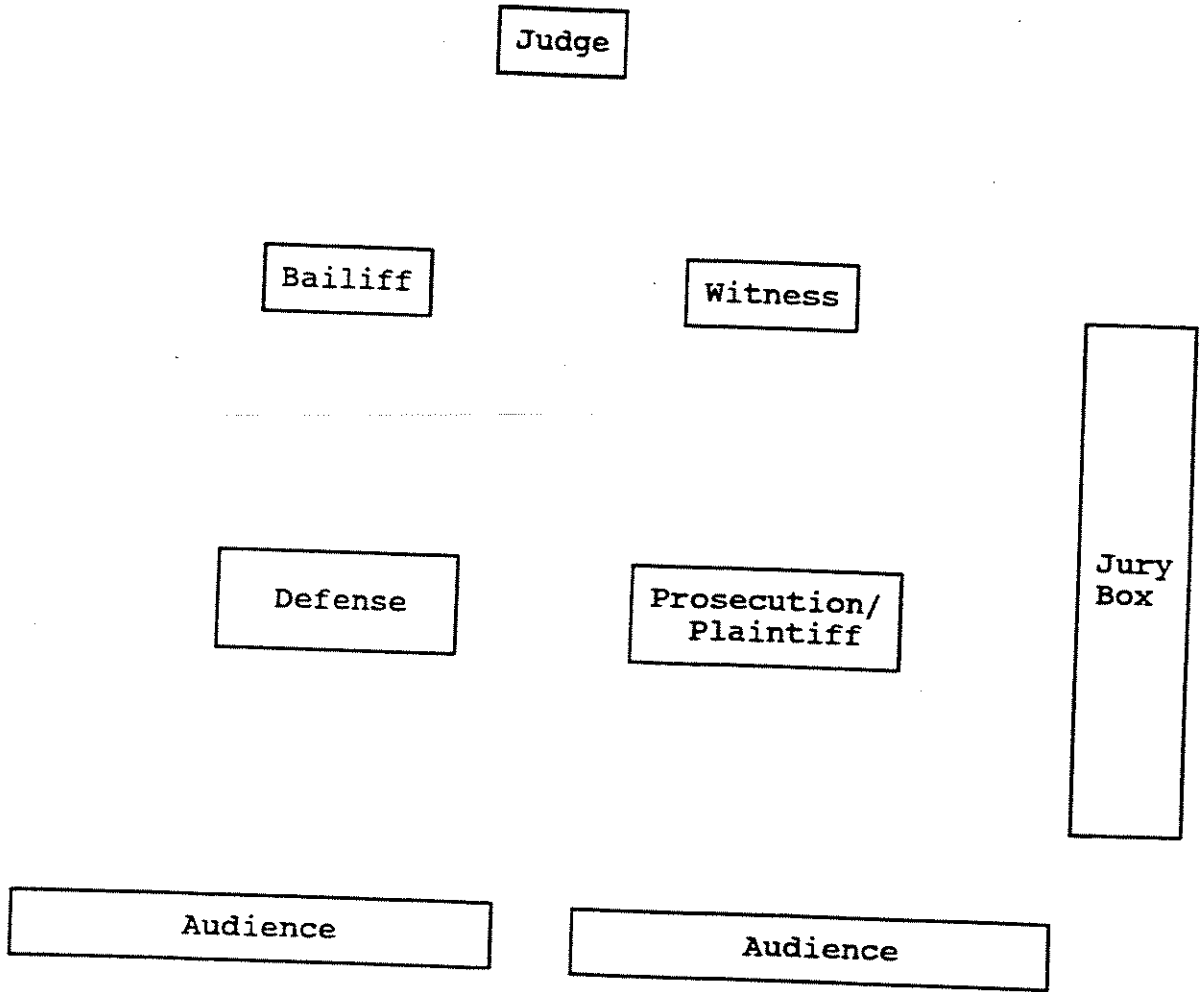 Judge
Bailiff
Witness
Defense
Prosecution/
Plaintiff
Jury
Box
Audience
Audience